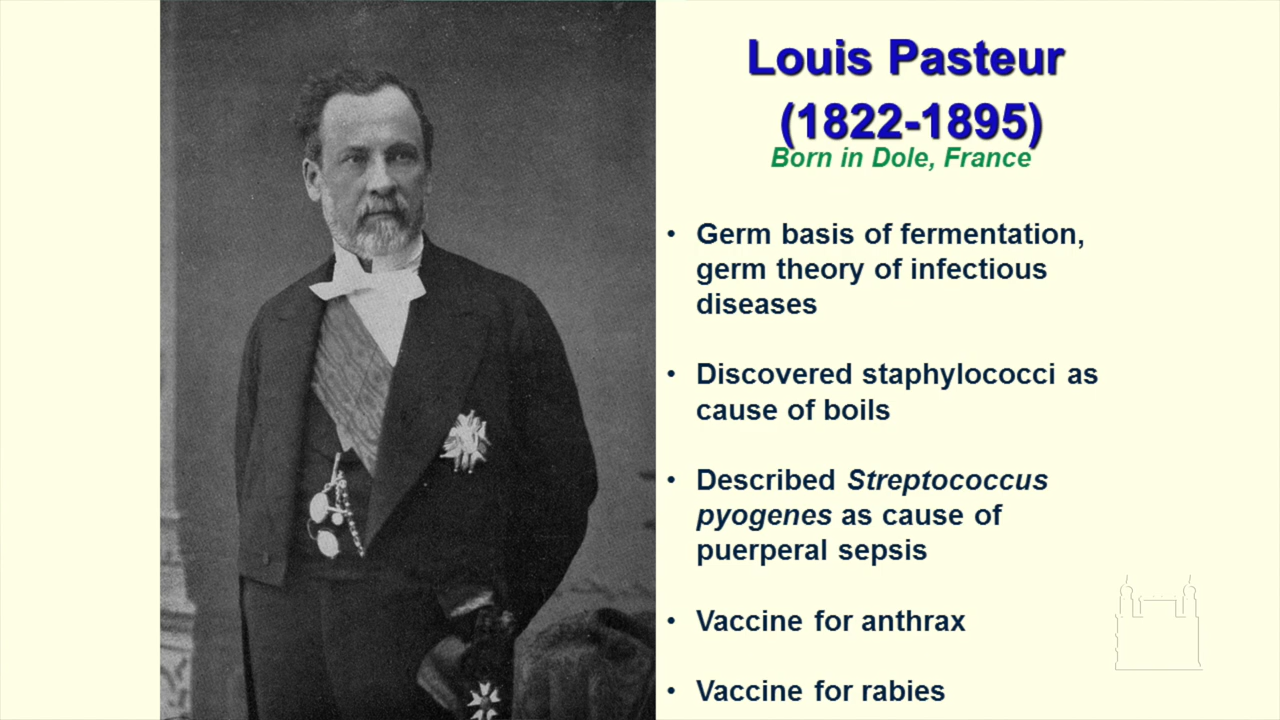 Louis Pasteur
(1822-1895)
Born in Dole, France
• Germ basis of fermentation,
germ theory of infectious
diseases
• Discovered staphylococci as
cause of boils
• Described Streptococcus
pyogenes as cause of
puerperal sepsis
• Vaccine for anthrax
• Vaccine for rabies